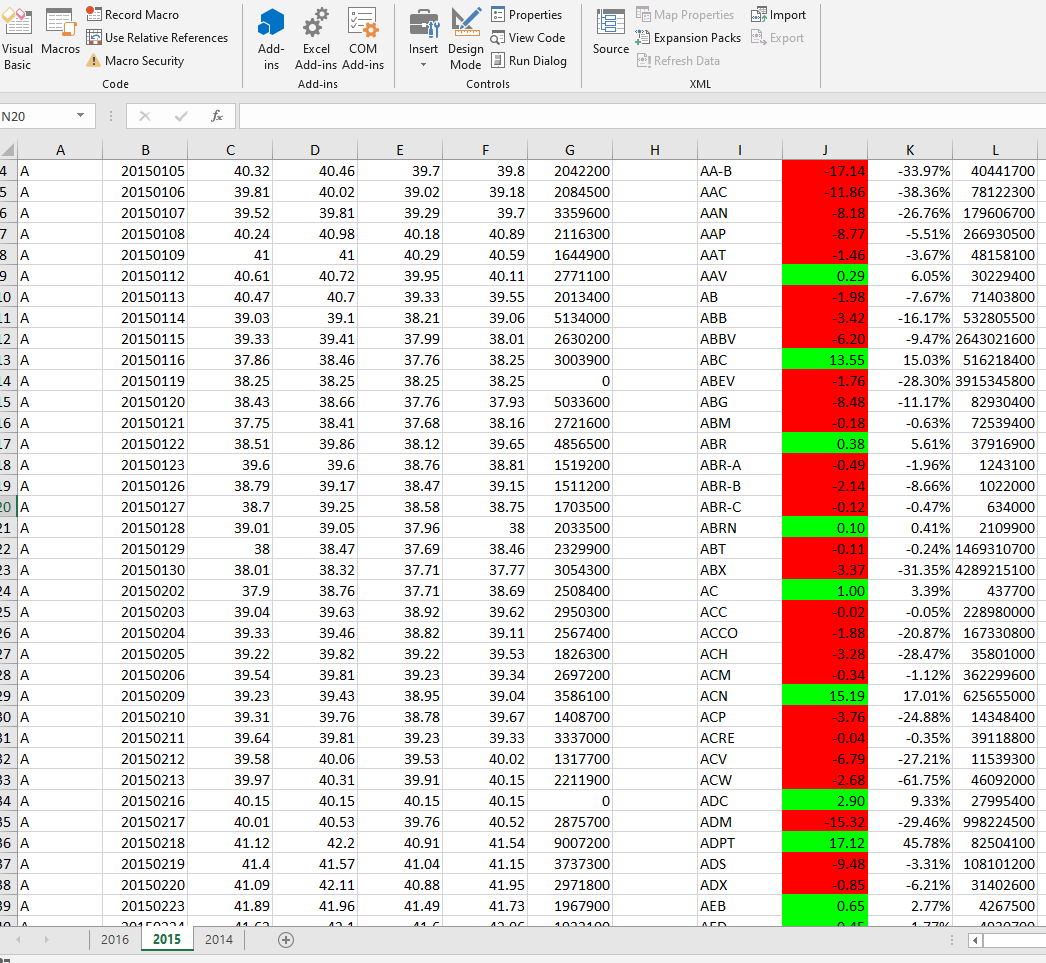 Record Macro Properties Map Properties Import
Visual Basic Macros Use Relative References Add-ins Excel Add-ins COM Add-ins Insert Design Mode View Code Source Expansion Packs Export
Macro Security Run Dialog Refresh Data
Code Add-ins Controls XML
N20 fx
A B C D E F G H I J K L
4 A 20150105 40.32 40.46 39.7 39.8 2042200 AA-B -17.14 -33.97% 40441700
5 A 20150106 39.81 40.02 39.02 39.18 2084500 AAC -11.86 -38.36% 78122300
6 A 20150107 39.52 39.81 39.29 39.7 3359600 AAN -8.18 -26.76% 179606700
7 A 20150108 40.24 40.98 40.18 40.89 2116300 AAP -8.77 -5.51% 266930500
8 A 20150109 41 41 40.29 40.59 1644900 AAT -1.46 -3.67% 48158100
9 A 20150112 40.61 40.72 39.95 40.11 2771100 AAV 0.29 6.05% 30229400
10 A 20150113 40.47 40.7 39.33 39.55 2013400 AB -1.98 -7.67% 71403800
11 A 20150114 39.03 39.1 38.21 39.06 5134000 ABB -3.42 -16.17% 532805500
12 A 20150115 39.33 39.41 37.99 38.01 2630200 ABBV -6.20 -9.47% 2643021600
13 A 20150116 37.86 38.46 37.76 38.25 3003900 ABC 13.55 15.03% 516218400
14 A 20150119 38.25 38.25 38.25 38.25 0 ABEV -1.76 -28.30% 3915345800
15 A 20150120 38.43 38.66 37.76 37.93 5033600 ABG -8.48 -11.17% 82930400
16 A 20150121 37.75 38.41 37.68 38.16 2721600 ABM -0.18 -0.63% 72539400
17 A 20150122 38.51 39.86 38.12 39.65 4856500 ABR 0.38 5.61% 37916900
18 A 20150123 39.6 39.6 38.76 38.81 1519200 ABR-A -0.49 -1.96% 1243100
19 A 20150126 38.79 39.17 38.47 39.15 1511200 ABR-B -2.14 -8.66% 1022000
20 A 20150127 38.7 39.25 38.58 38.75 1703500 ABR-C -0.12 -0.47% 634000
21 A 20150128 39.01 39.05 37.96 38 2033500 ABRN 0.10 0.41% 2109900
22 A 20150129 38 38.47 37.69 38.46 2329900 ABT -0.11 -0.24% 1469310700
23 A 20150130 38.01 38.32 37.71 37.77 3054300 ABX -3.37 -31.35% 4289215100
24 A 20150202 37.9 38.76 37.71 38.69 2508400 AC 1.00 3.39% 437700
25 A 20150203 39.04 39.63 38.92 39.62 2950300 ACC -0.02 -0.05% 228980000
26 A 20150204 39.33 39.46 38.82 39.11 2567400 ACCO -1.88 -20.87% 167330800
27 A 20150205 39.22 39.82 39.22 39.53 1826300 ACH -3.28 -28.47% 35801000
28 A 20150206 39.54 39.81 39.23 39.34 2697200 ACM -0.34 -1.12% 362299600
29 A 20150209 39.23 39.43 38.95 39.04 3586100 ACN 15.19 17.01% 625655000
30 A 20150210 39.31 39.76 38.78 39.67 1408700 ACP -3.76 -24.88% 14348400
31 A 20150211 39.64 39.81 39.23 39.33 3337000 ACRE -0.04 -0.35% 39118800
32 A 20150212 39.58 40.06 39.53 40.02 1317700 ACV -6.79 -27.21% 11539300
33 A 20150213 39.97 40.31 39.91 40.15 2211900 ACW -2.68 -61.75% 46092000
34 A 20150216 40.15 40.15 40.15 40.15 0 ADC 2.90 9.33% 27995400
35 A 20150217 40.01 40.53 39.76 40.52 2875700 ADM -15.32 -29.46% 998224500
36 A 20150218 41.12 42.2 40.91 41.54 9007200 ADPT 17.12 45.78% 82504100
37 A 20150219 41.4 41.57 41.04 41.15 3737300 ADS -9.48 -3.31% 108101200
38 A 20150220 41.09 42.11 40.88 41.95 2971800 ADX -0.85 -6.21% 31402600
39 A 20150223 41.89 41.96 41.49 41.73 1967900 AEB 0.65 2.77% 4267500
2016 2015 2014